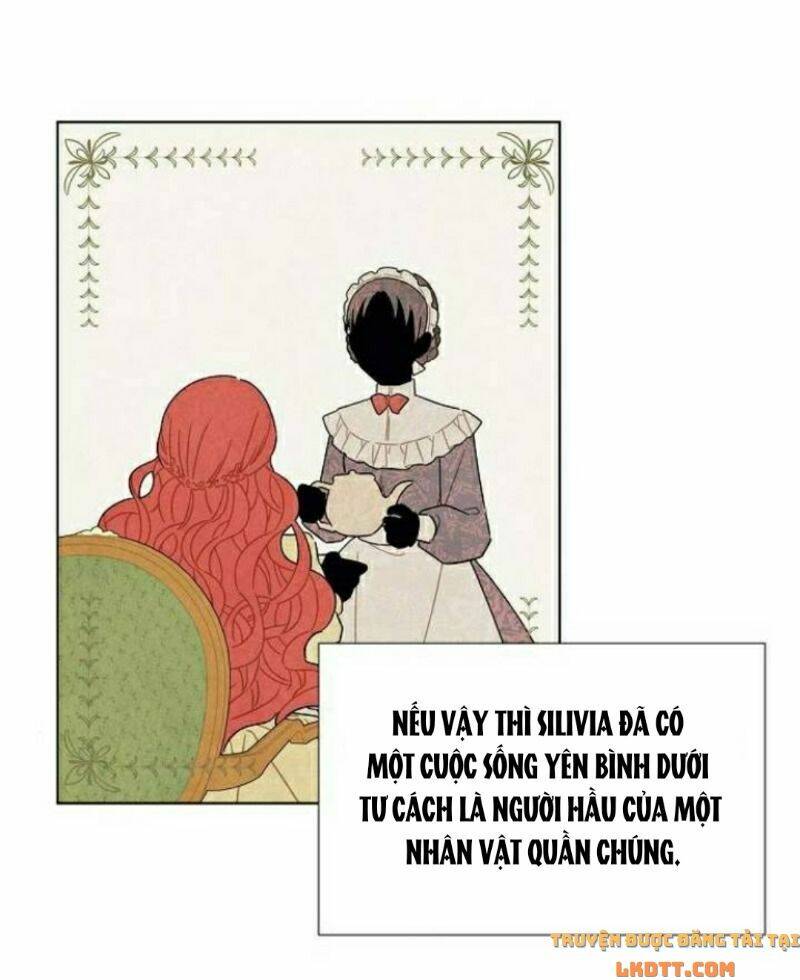 NẾU VẬY THÌ SILIVIA ĐÃ CÓ
MỘT CUỘC SỐNG YÊN BÌNH DƯỚI
TƯ CÁCH LÀ NGƯỜI HẦU CỦA MỘT
NHÂN VẬT QUẦN CHÚNG.
TRUYỆN ĐƯỢC ĐĂNG TẢI TẠI
LKDTT.COM